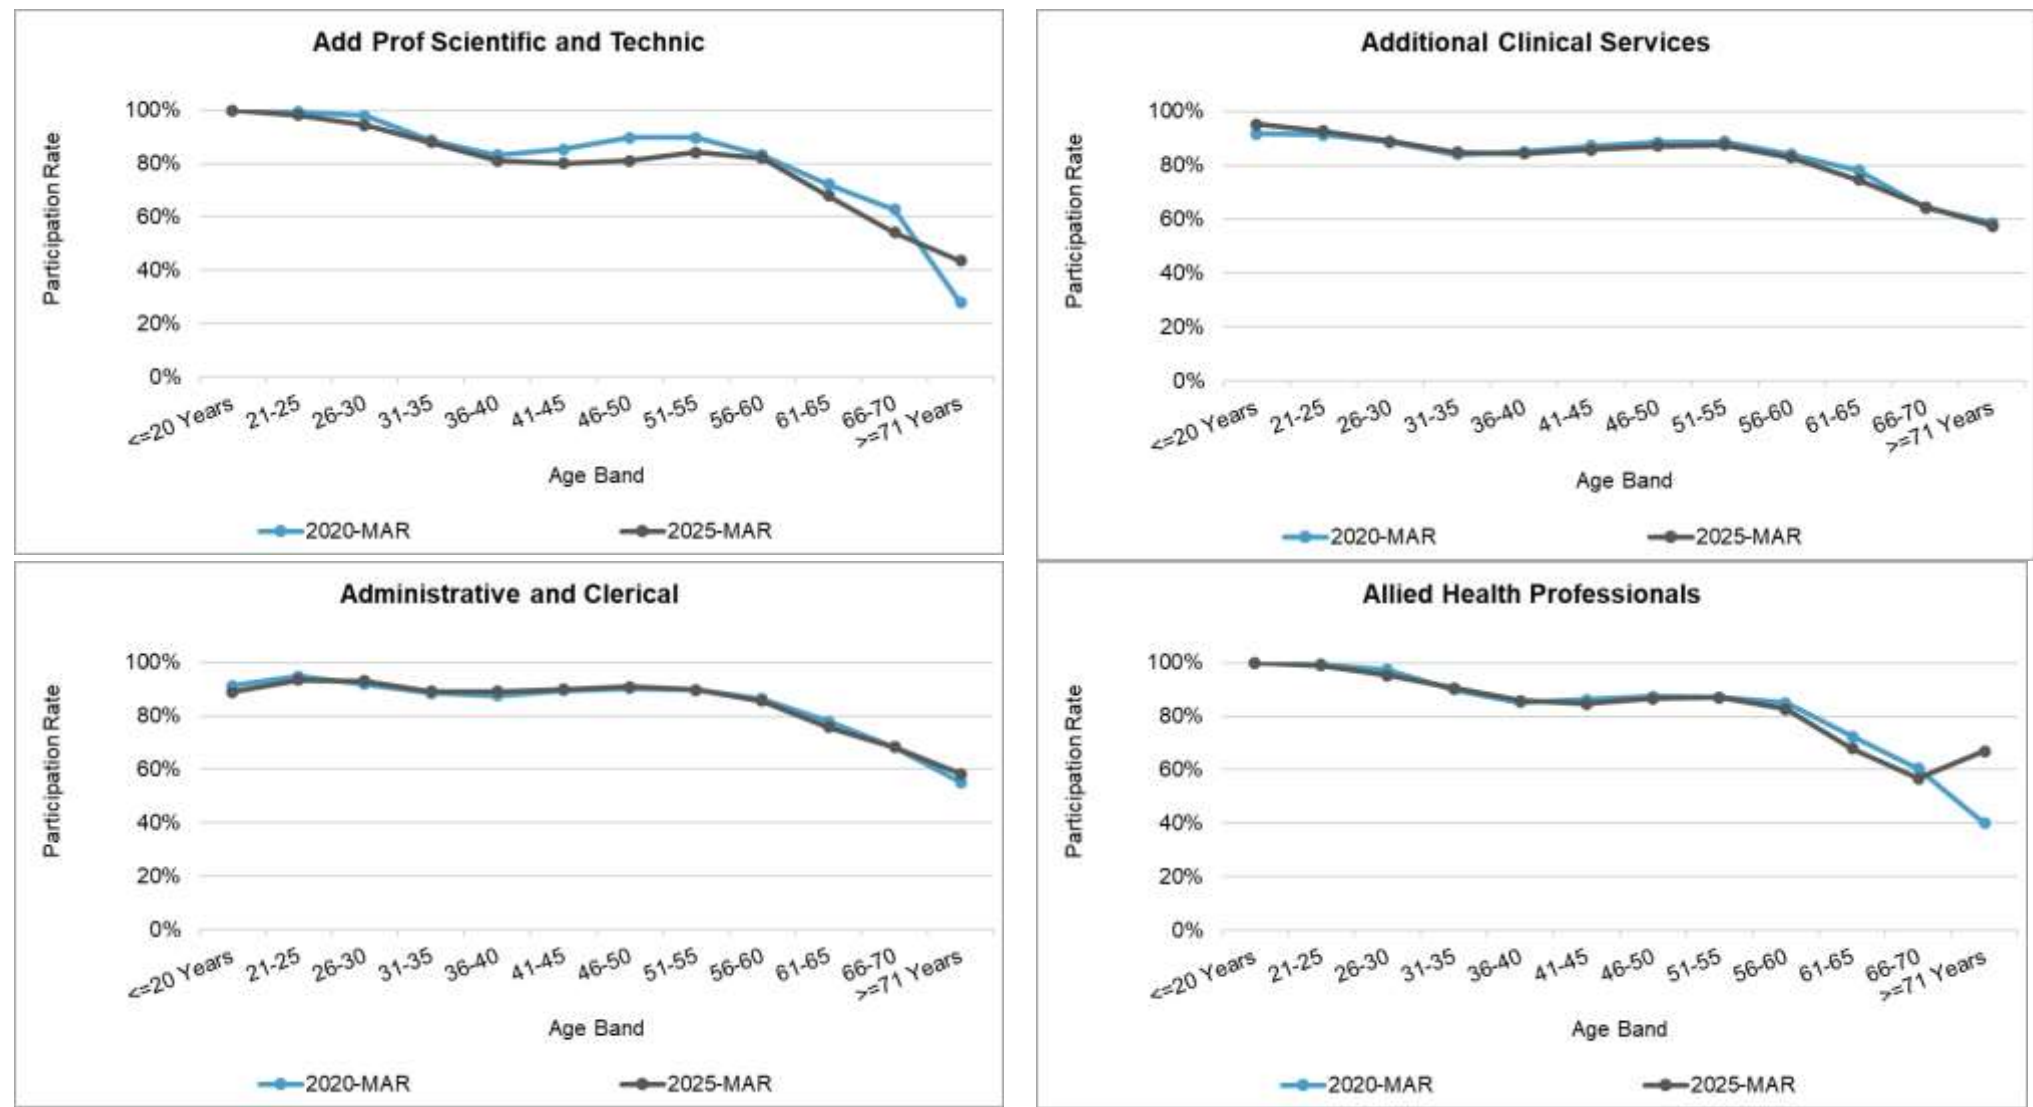 Add Prof Scientific and Technic
Participation Rate
100%
80%
60%
40%
20%
0%
<=20 Years
21-25
26-30
31-35
36-40
41-45
46-50
51-55
56-60
61-65
66-70
>=71 Years
Age Band
2020-MAR
2025-MAR
Additional Clinical Services
Participation Rate
100%
80%
60%
40%
20%
0%
<=20 Years
21-25
26-30
31-35
36-40
41-45
46-50
51-55
56-60
61-65
66-70
>=71 Years
Age Band
2020-MAR
2025-MAR
Administrative and Clerical
Participation Rate
100%
80%
60%
40%
20%
0%
<=20 Years
21-25
26-30
31-35
36-40
41-45
46-50
51-55
56-60
61-65
66-70
>=71 Years
Age Band
2020-MAR
2025-MAR
Allied Health Professionals
Participation Rate
100%
80%
60%
40%
20%
0%
<=20 Years
21-25
26-30
31-35
36-40
41-45
46-50
51-55
56-60
61-65
66-70
>=71 Years
Age Band
2020-MAR
2025-MAR